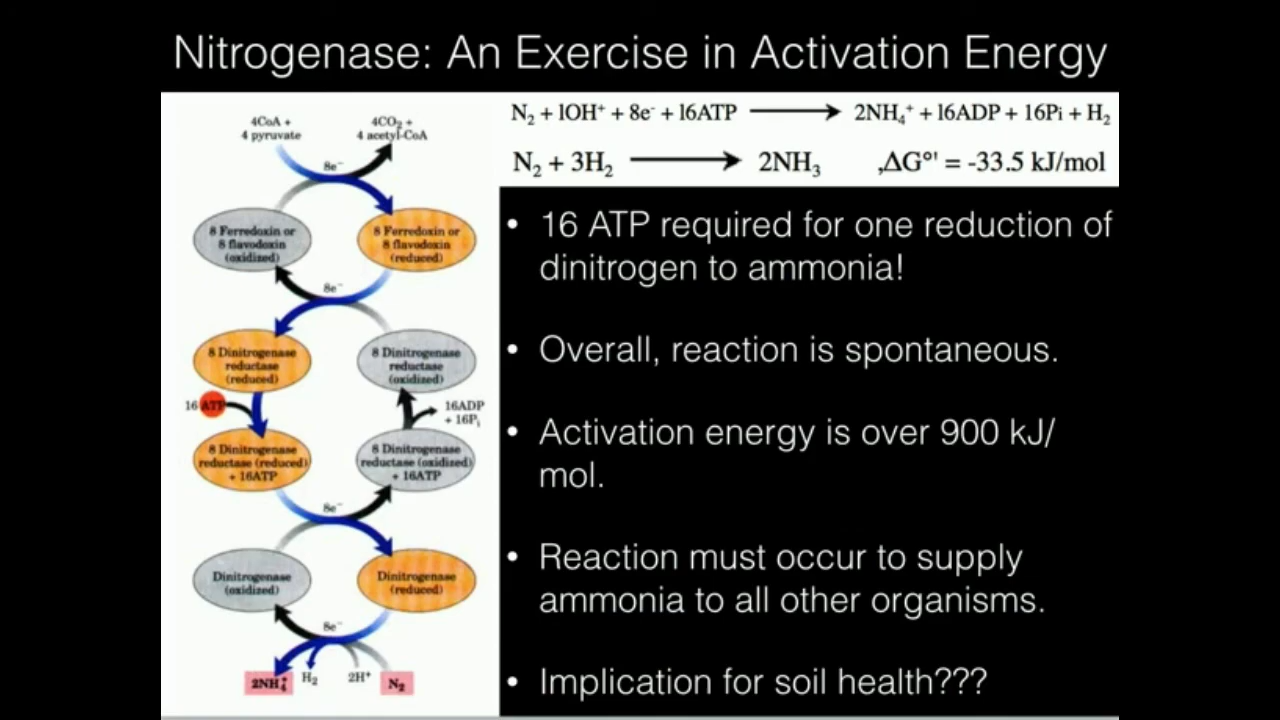 Nitrogenase: An Exercise in Activation Energy
N₂ + 10H⁺ + 8e⁻ + 16ATP ⟶ 2NH₄⁺ + 16ADP + 16Pi + H₂
N₂ + 3H₂ ⟶ 2NH₃ ,ΔG°' = -33.5 kJ/mol
4CoA +
4 pyruvate
4CO₂ +
4 acetyl-CoA
8e⁻
8 Ferredoxin or
8 flavodoxin
(oxidized)
8 Ferredoxin or
8 flavodoxin
(reduced)
8e⁻
8 Dinitrogenase
reductase
(reduced)
8 Dinitrogenase
reductase
(oxidized)
16 ATP
16ADP
+ 16Pᵢ
8 Dinitrogenase
reductase (reduced)
+ 16ATP
8 Dinitrogenase
reductase (oxidized)
+ 16ATP
8e⁻
Dinitrogenase
(oxidized)
Dinitrogenase
(reduced)
8e⁻
2NH₄⁺ H₂ 2H⁺ N₂
• 16 ATP required for one reduction of
dinitrogen to ammonia!
• Overall, reaction is spontaneous.
• Activation energy is over 900 kJ/
mol.
• Reaction must occur to supply
ammonia to all other organisms.
• Implication for soil health???